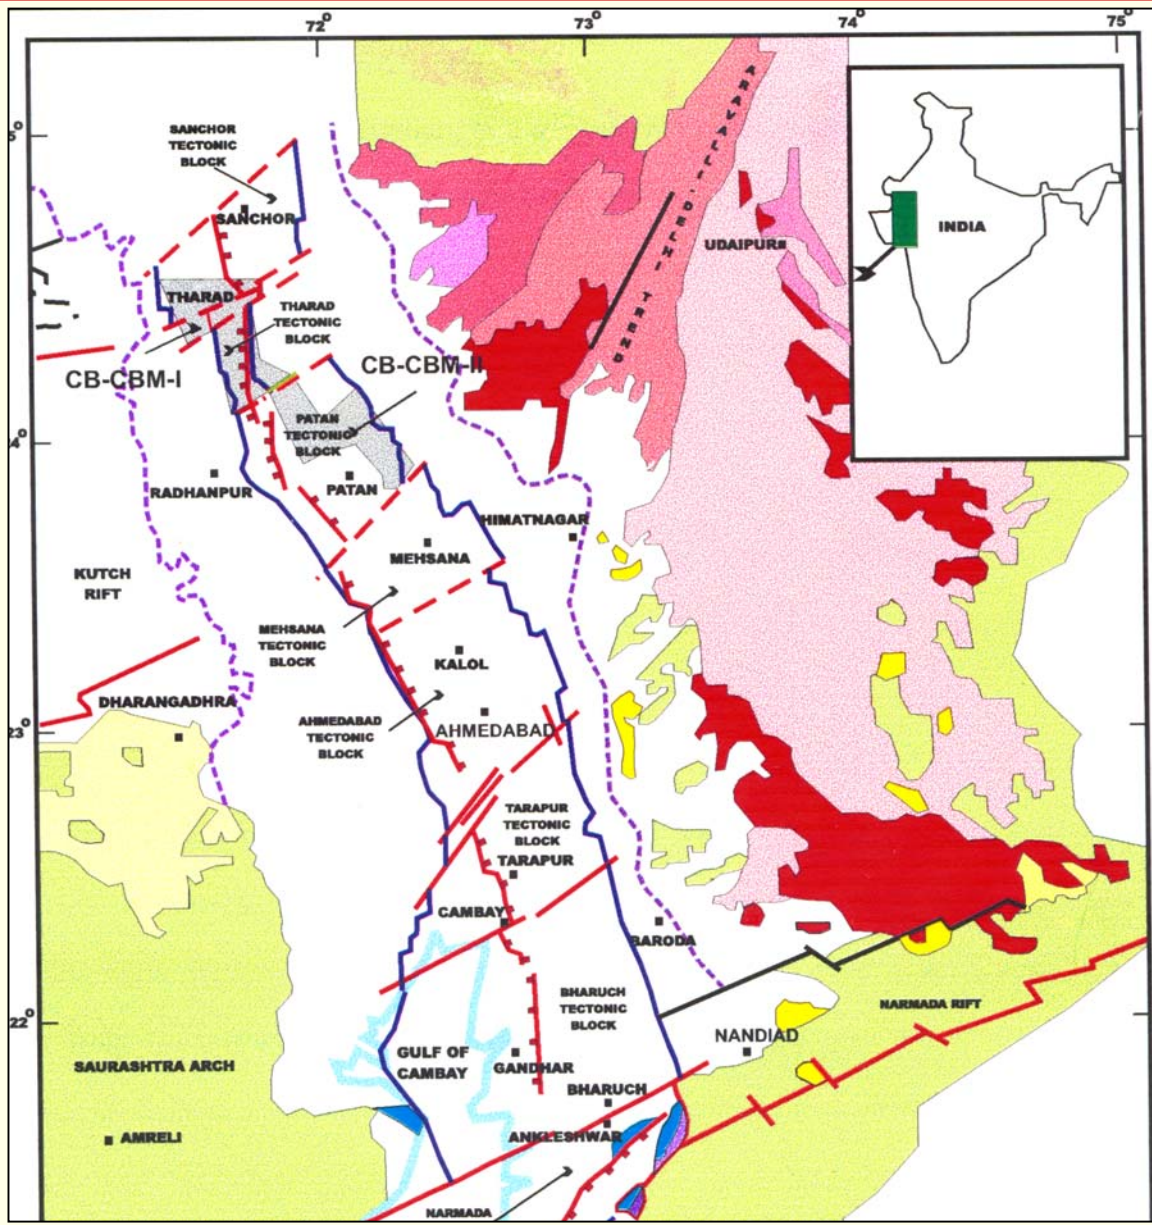 72°
73°
74°
75°
5°
SANCHOR
TECTONIC
BLOCK
SANCHOR
ARAVALLI-DELHI TREND
UDAIPUR
INDIA
THARAD
THARAD
TECTONIC
BLOCK
CB-CBM-I
CB-CBM-II
PATAN
TECTONIC
BLOCK
4°
RADHANPUR
PATAN
HIMATNAGAR
MEHSANA
KUTCH
RIFT
MEHSANA
TECTONIC
BLOCK
KALOL
DHARANGADHRA
AHMEDABAD
TECTONIC
BLOCK
AHMEDABAD
23°
TARAPUR
TECTONIC
BLOCK
TARAPUR
CAMBAY
BARODA
BHARUCH
TECTONIC
BLOCK
NARMADA RIFT
22°
NANDIAD
GULF OF
CAMBAY
GANDHAR
SAURASHTRA ARCH
BHARUCH
AMRELI
ANKLESHWAR
NARMADA